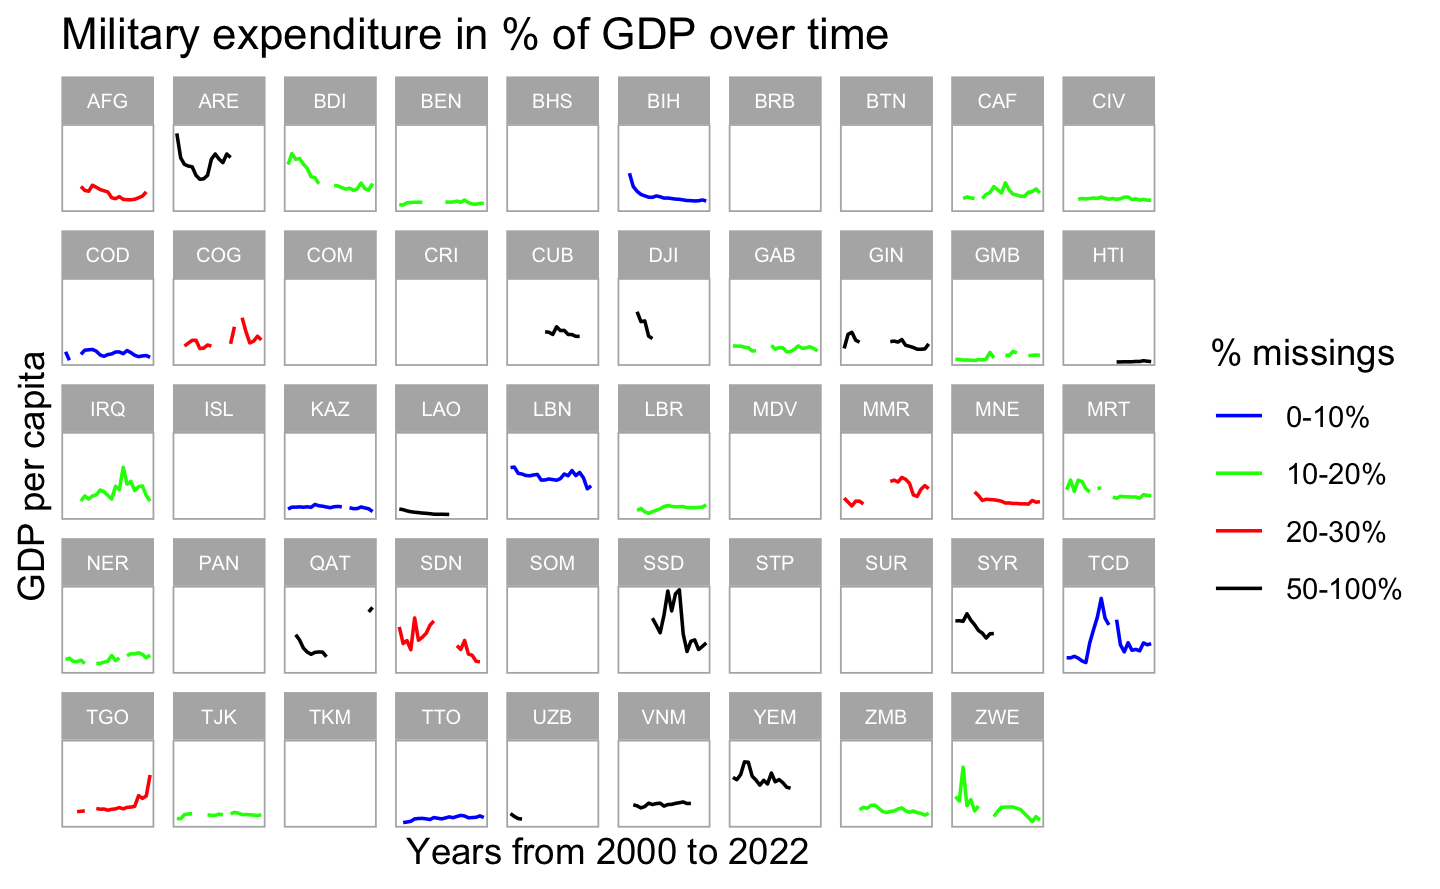 Military expenditure in % of GDP over time
AFG ARE BDI BEN BHS BIH BRB BTN CAF CIV
COD COG COM CRI CUB DJI GAB GIN GMB HTI
IRQ ISL KAZ LAO LBN LBR MDV MMR MNE MRT
NER PAN QAT SDN SOM SSD STP SUR SYR TCD
TGO TJK TKM TTO UZB VNM YEM ZMB ZWE
GDP per capita
Years from 2000 to 2022
% missings
0-10%
10-20%
20-30%
50-100%